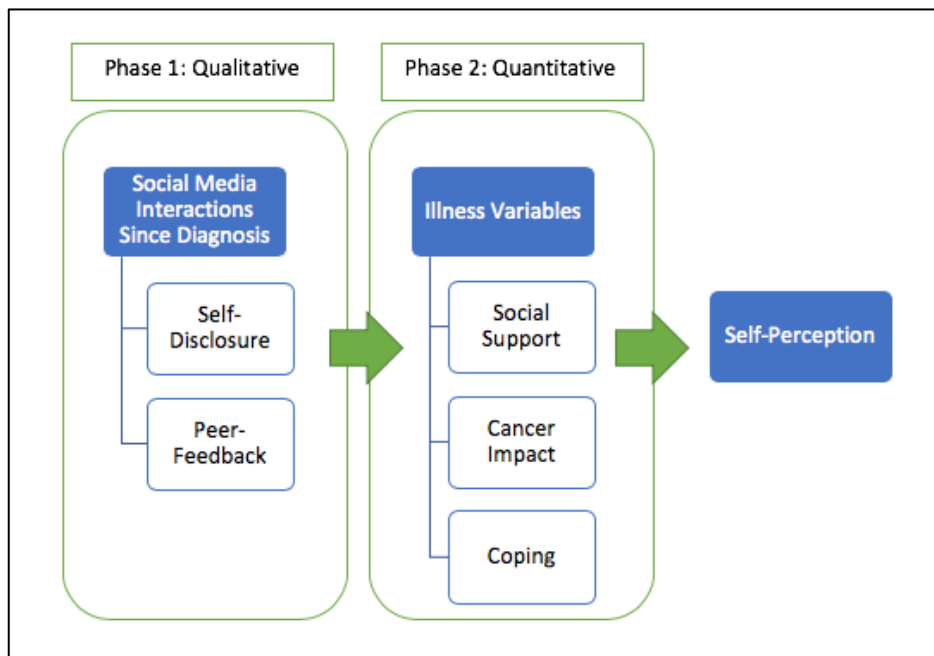 Phase 1: Qualitative
Phase 2: Quantitative
Social Media
Interactions
Since Diagnosis
Self-
Disclosure
Peer-
Feedback
Illness Variables
Social
Support
Cancer
Impact
Coping
Self-Perception